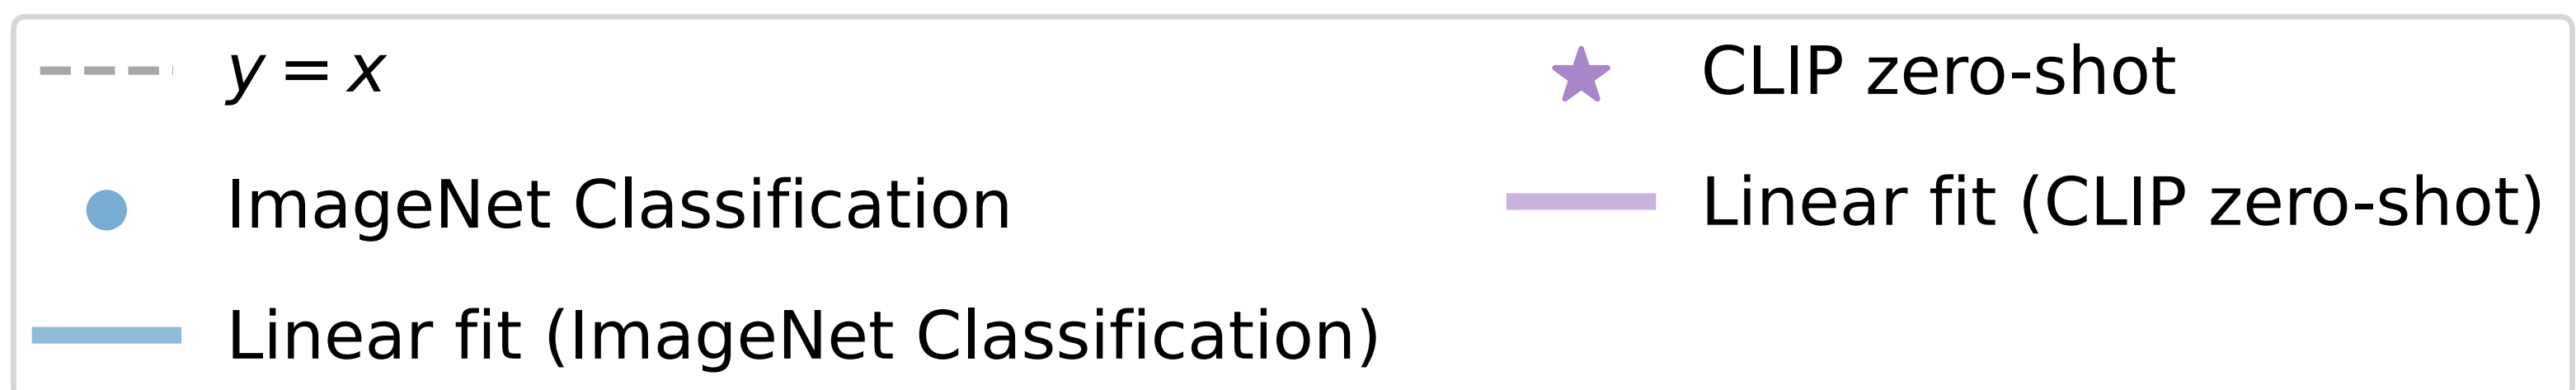 y = x
ImageNet Classification
Linear fit (ImageNet Classification)
CLIP zero-shot
Linear fit (CLIP zero-shot)